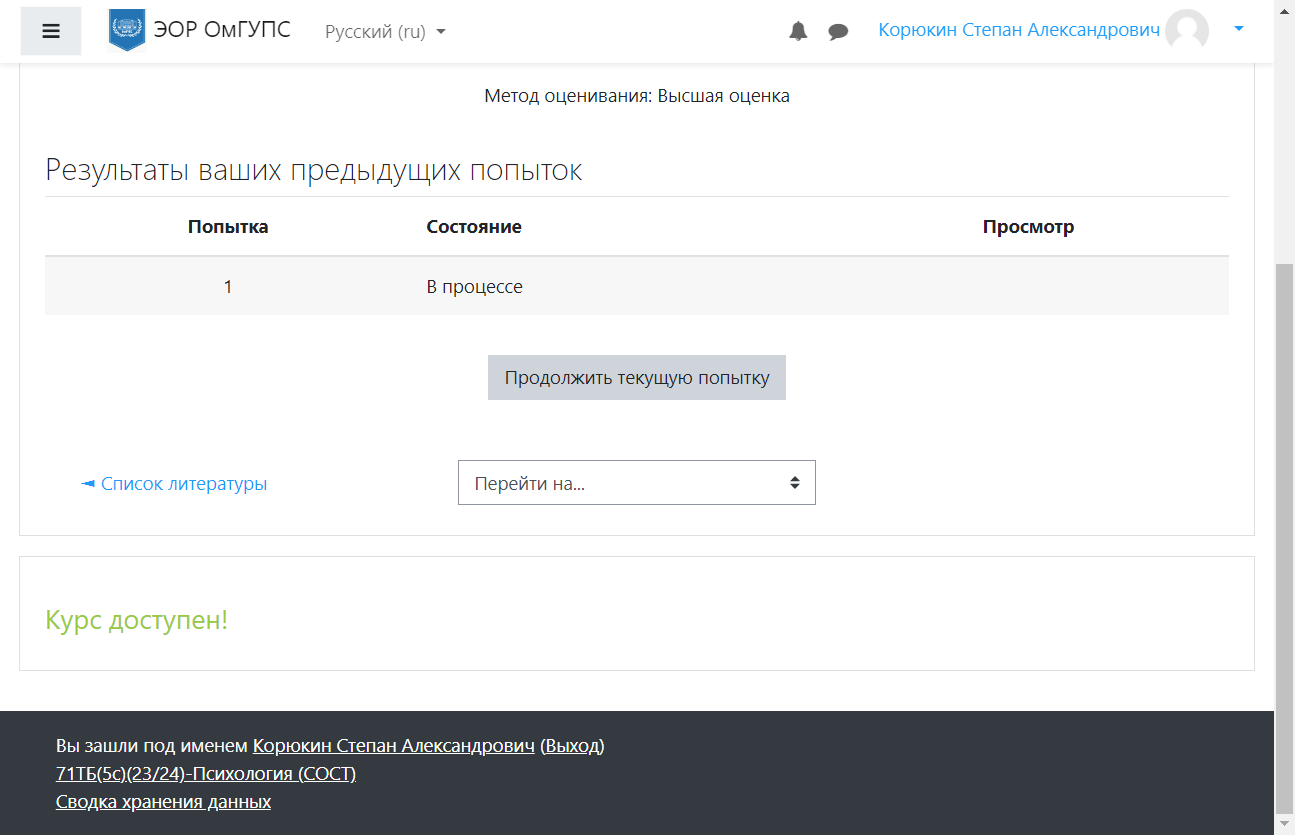 ЭОР ОмГУПС Русский (ru) Корюкин Степан Александрович
Метод оценивания: Высшая оценка
Результаты ваших предыдущих попыток
Попытка Состояние Просмотр
1 В процессе
Продолжить текущую попытку
◄ Список литературы Перейти на...
Курс доступен!
Вы зашли под именем Корюкин Степан Александрович (Выход)
71ТБ(5с)(23/24)-Психология (СОСТ)
Сводка хранения данных